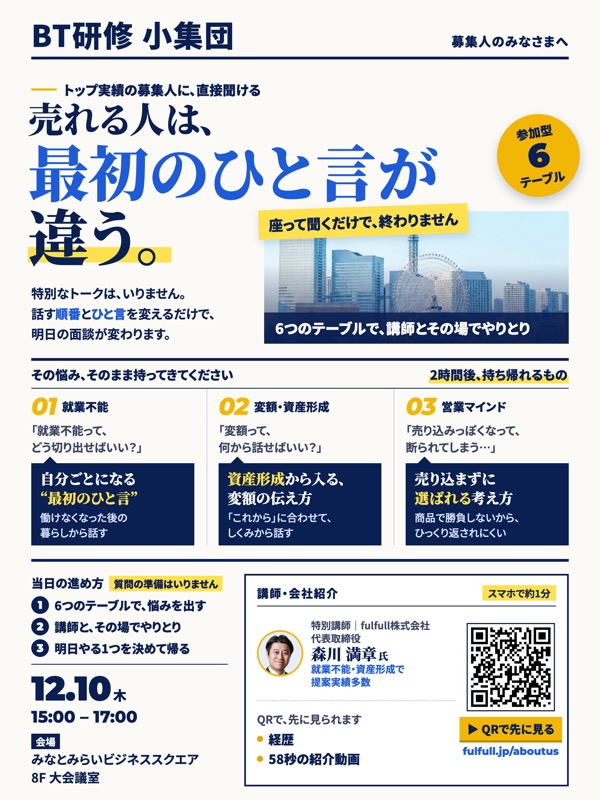 BT研修 小集団
募集人のみなさまへ
トップ実績の募集人に、直接聞ける
売れる人は、
最初のひと言が
違う。
参加型
6
テーブル
座って聞くだけで、終わりません
特別なトークは、いりません。
話す順番とひと言を変えるだけで、
明日の面談が変わります。
6つのテーブルで、講師とその場でやりとり
その悩み、そのまま持ってきてください
2時間後、持ち帰れるもの
01 就業不能
「就業不能って、
どう切り出せばいい?」
自分ごとになる
“最初のひと言”
働けなくなった後の
暮らしから話す
02 変額・資産形成
「変額って、
何から話せばいい?」
資産形成から入る、
変額の伝え方
「これから」に合わせて、
しくみから話す
03 営業マインド
「売り込みっぽくなって、
断られてしまう…」
売り込まずに
選ばれる考え方
商品で勝負しないから、
ひっくり返されにくい
当日の進め方 質問の準備はいりません
1 6つのテーブルで、悩みを出す
2 講師と、その場でやりとり
3 明日やる1つを決めて帰る
12.10木
15:00 – 17:00
会場
みなとみらいビジネススクエア
8F 大会議室
講師・会社紹介
スマホで約1分
特別講師|fulfull株式会社
代表取締役
森川 満章 氏
就業不能・資産形成で
提案実績多数
QRで、先に見られます
経歴
58秒の紹介動画
▶ QRで先に見る
fulfull.jp/aboutus